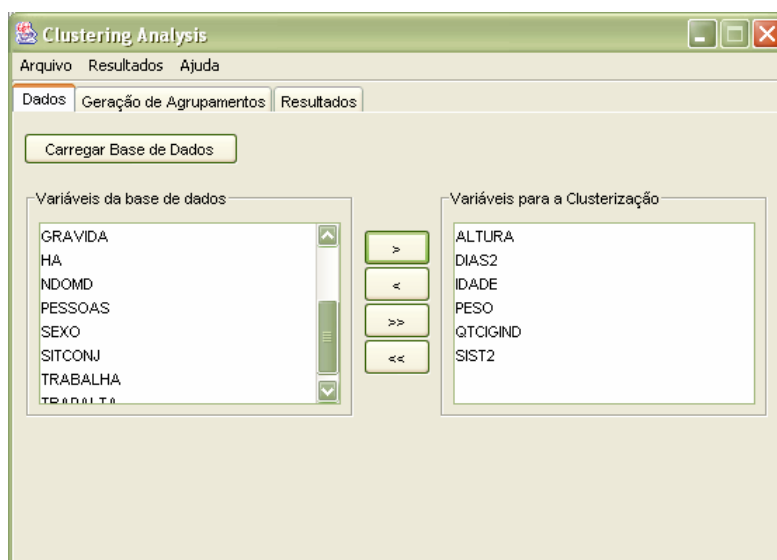 Clustering Analysis
Arquivo Resultados Ajuda
Dados Geração de Agrupamentos Resultados
Carregar Base de Dados
Variáveis da base de dados
GRAVIDA
HA
NDOMD
PESSOAS
SEXO
SITCONJ
TRABALHA
>
<
>>
<<
Variáveis para a Clusterização
ALTURA
DIAS2
IDADE
PESO
QTCIGIND
SIST2